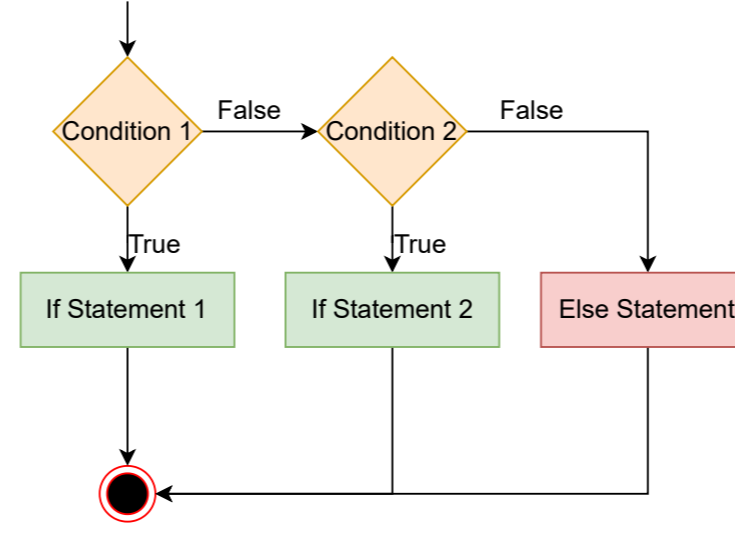 False
False
Condition 1
Condition 2
True
True
If Statement 1
If Statement 2
Else Statement